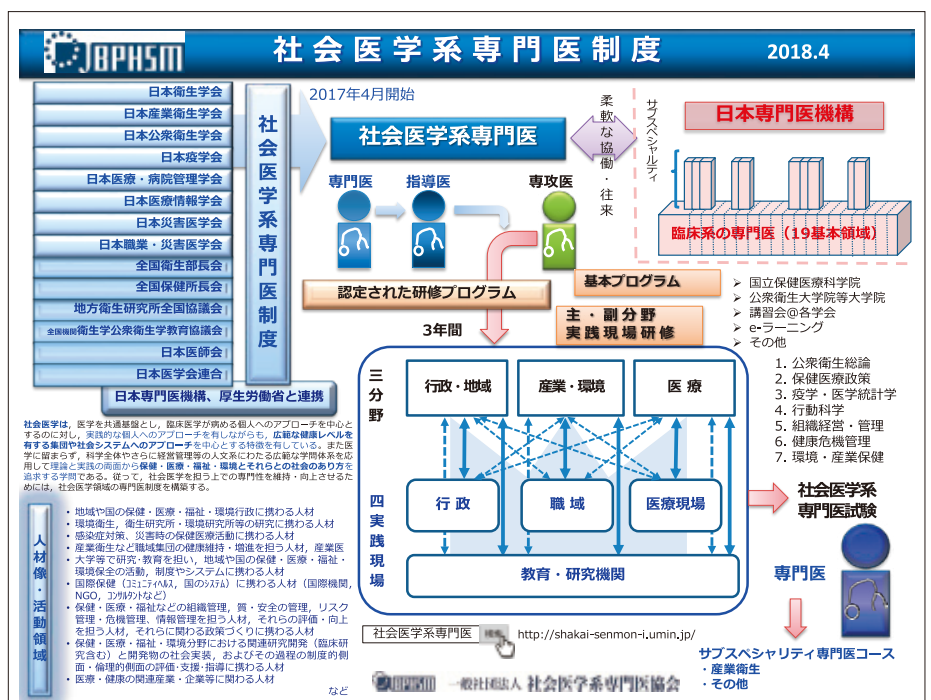 JBPHSM
社会医学系専門医制度
2018.4
日本衛生学会
日本産業衛生学会
日本公衆衛生学会
日本疫学会
日本医療・病院管理学会
日本医療情報学会
日本災害医学会
日本職業・災害医学会
全国衛生部長会
全国保健所長会
地方衛生研究所全国協議会
全国機関衛生学公衆衛生学教育協議会
日本医師会
日本医学会連合
社会医学系専門医制度
日本専門医機構、厚生労働省と連携
2017年4月開始
社会医学系専門医
柔軟な協働・往来
サブスペシャルティ
日本専門医機構
臨床系の専門医（19基本領域）
専門医
指導医
専攻医
認定された研修プログラム
基本プログラム
主・副分野
実践現場研修
3年間
➢ 国立保健医療科学院
➢ 公衆衛生大学院等大学院
➢ 講習会@各学会
➢ e-ラーニング
➢ その他
1. 公衆衛生総論
2. 保健医療政策
3. 疫学・医学統計学
4. 行動科学
5. 組織経営・管理
6. 健康危機管理
7. 環境・産業保健
三分野
行政・地域
産業・環境
医 療
四実践現場
行 政
職 域
医療現場
教育・研究機関
社会医学系
専門医試験
専門医
サブスペシャリティ専門医コース
・産業衛生
・その他
社会医学は，医学を共通基盤とし，臨床医学が病める個人へのアプローチを中心と
するのに対し，実践的な個人へのアプローチを有しながらも，広範な健康レベルを
有する集団や社会システムへのアプローチを中心とする特徴を有している。また医
学に留まらず，科学全体やさらに経営管理等の人文系にわたる広範な学問体系を応
用して理論と実践の両面から保健・医療・福祉・環境とそれらとの社会のあり方を
追求する学問である。従って，社会医学を担う上での専門性を維持・向上させるた
めには，社会医学領域の専門医制度を構築する。
人材像・活動領域
• 地域や国の保健・医療・福祉・環境行政に携わる人材
• 環境衛生，衛生研究所・環境研究所等の研究に携わる人材
• 感染症対策、災害時の保健医療活動に携わる人材
• 産業衛生など職域集団の健康維持・増進を担う人材，産業医
• 大学等で研究・教育を担い，地域や国の保健・医療・福祉・
環境保全の活動，制度やシステムに携わる人材
• 国際保健（コミュニティヘルス，国のシステム）に携わる人材（国際機関，
NGO，コンサルタントなど）
• 保健・医療・福祉などの組織管理，質・安全の管理，リスク
管理・危機管理、情報管理を担う人材，それらの評価・向上
を担う人材、それらに関わる政策づくりに携わる人材
• 保健・医療・福祉・環境分野における関連研究開発（臨床研
究含む）と開発物の社会実装，およびその過程の制度的側
面・倫理的側面の評価・支援・指導に携わる人材
• 医療・健康の関連産業・企業等に関わる人材
など
社会医学系専門医
検索
http://shakai-senmon-i.umin.jp/
JBPHSM
一般社団法人 社会医学系専門医協会